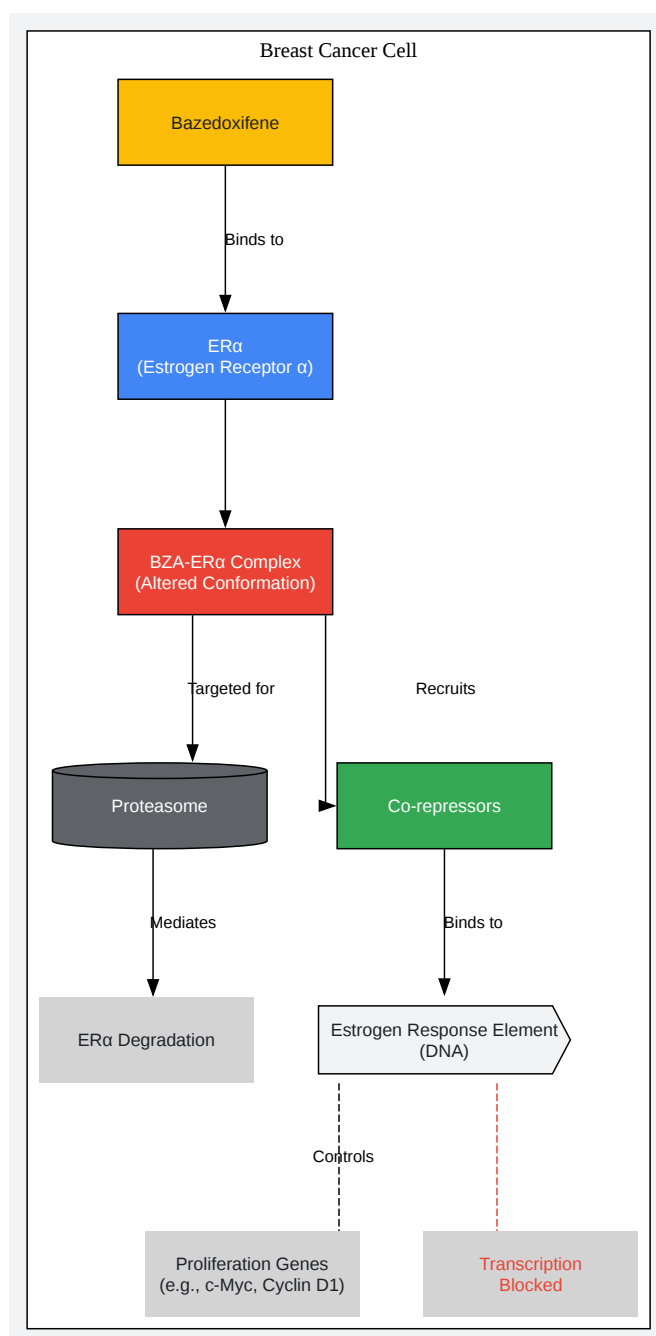 Breast Cancer Cell
Bazedoxifene
Binds to
ERα
(Estrogen Receptor α)
BZA-ERα Complex
(Altered Conformation)
Targeted for
Recruits
Proteasome
Co-repressors
Mediates
Binds to
ERα Degradation
Estrogen Response Element
(DNA)
Controls
Proliferation Genes
(e.g., c-Myc, Cyclin D1)
Transcription
Blocked